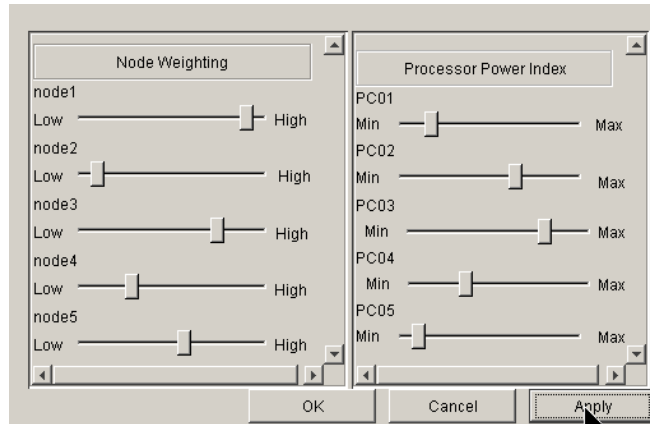 Node Weighting
node1
Low High
node2
Low High
node3
Low High
node4
Low High
node5
Low High
Processor Power Index
PC01
Min Max
PC02
Min Max
PC03
Min Max
PC04
Min Max
PC05
Min Max
OK Cancel Apply